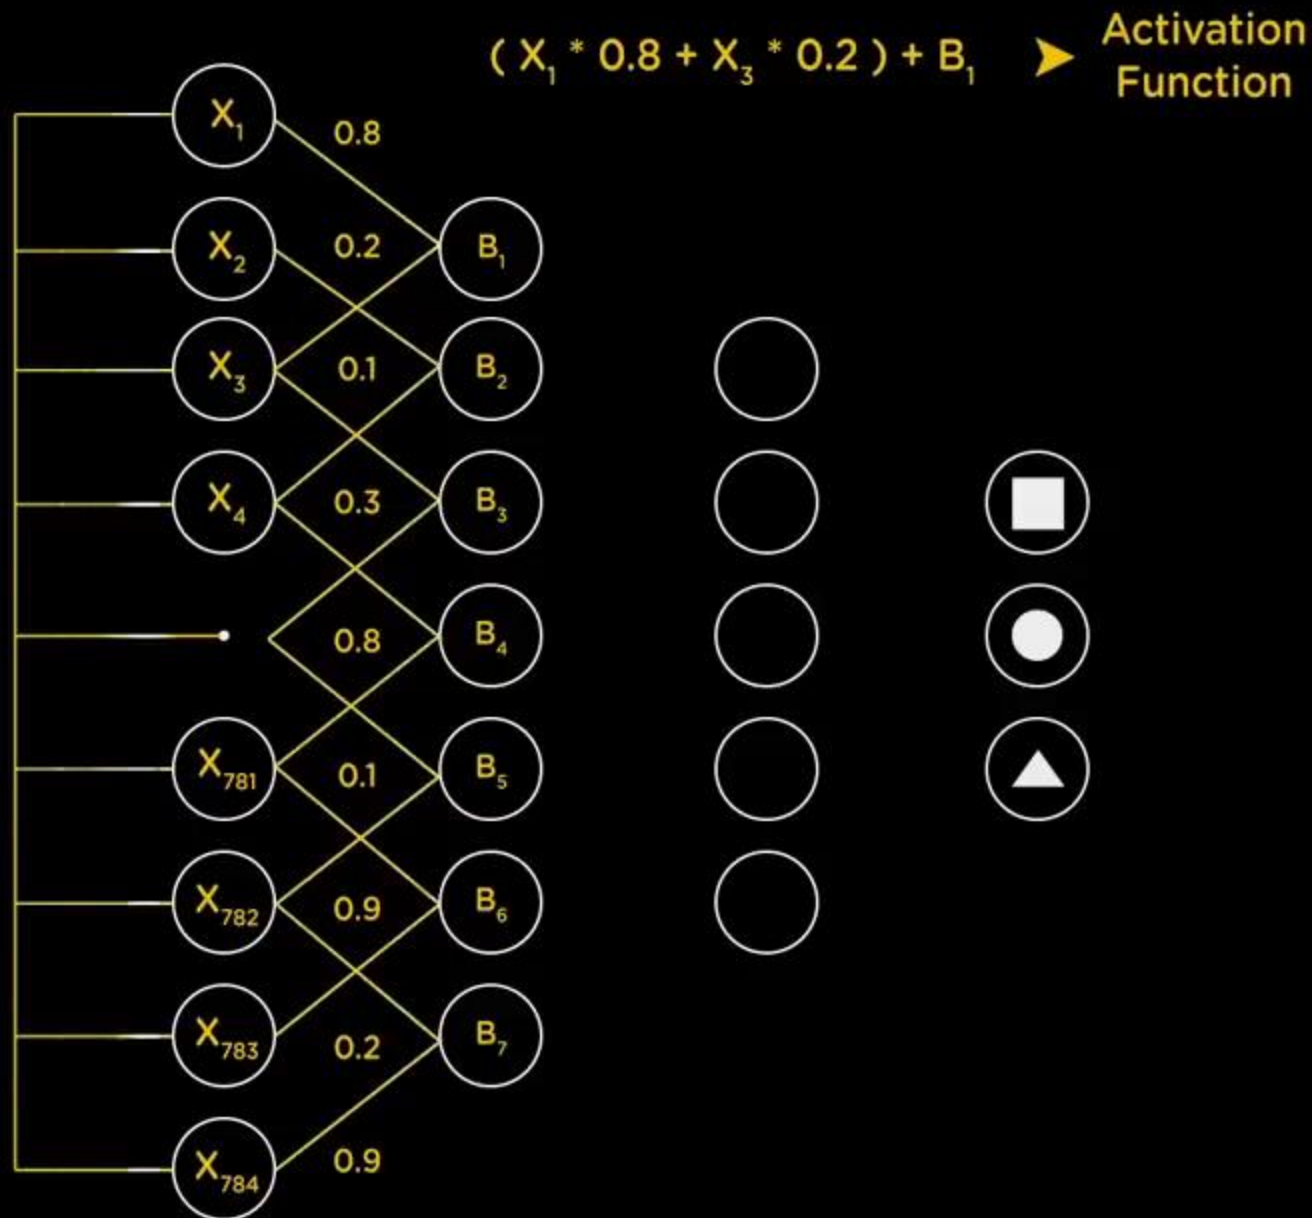 ( X₁ * 0.8 + X₃ * 0.2 ) + B₁ ➤ Activation
Function
X₁
0.8
X₂
0.2
B₁
X₃
0.1
B₂
X₄
0.3
B₃
0.8
B₄
X₇₈₁
0.1
B₅
X₇₈₂
0.9
B₆
X₇₈₃
0.2
B₇
X₇₈₄
0.9